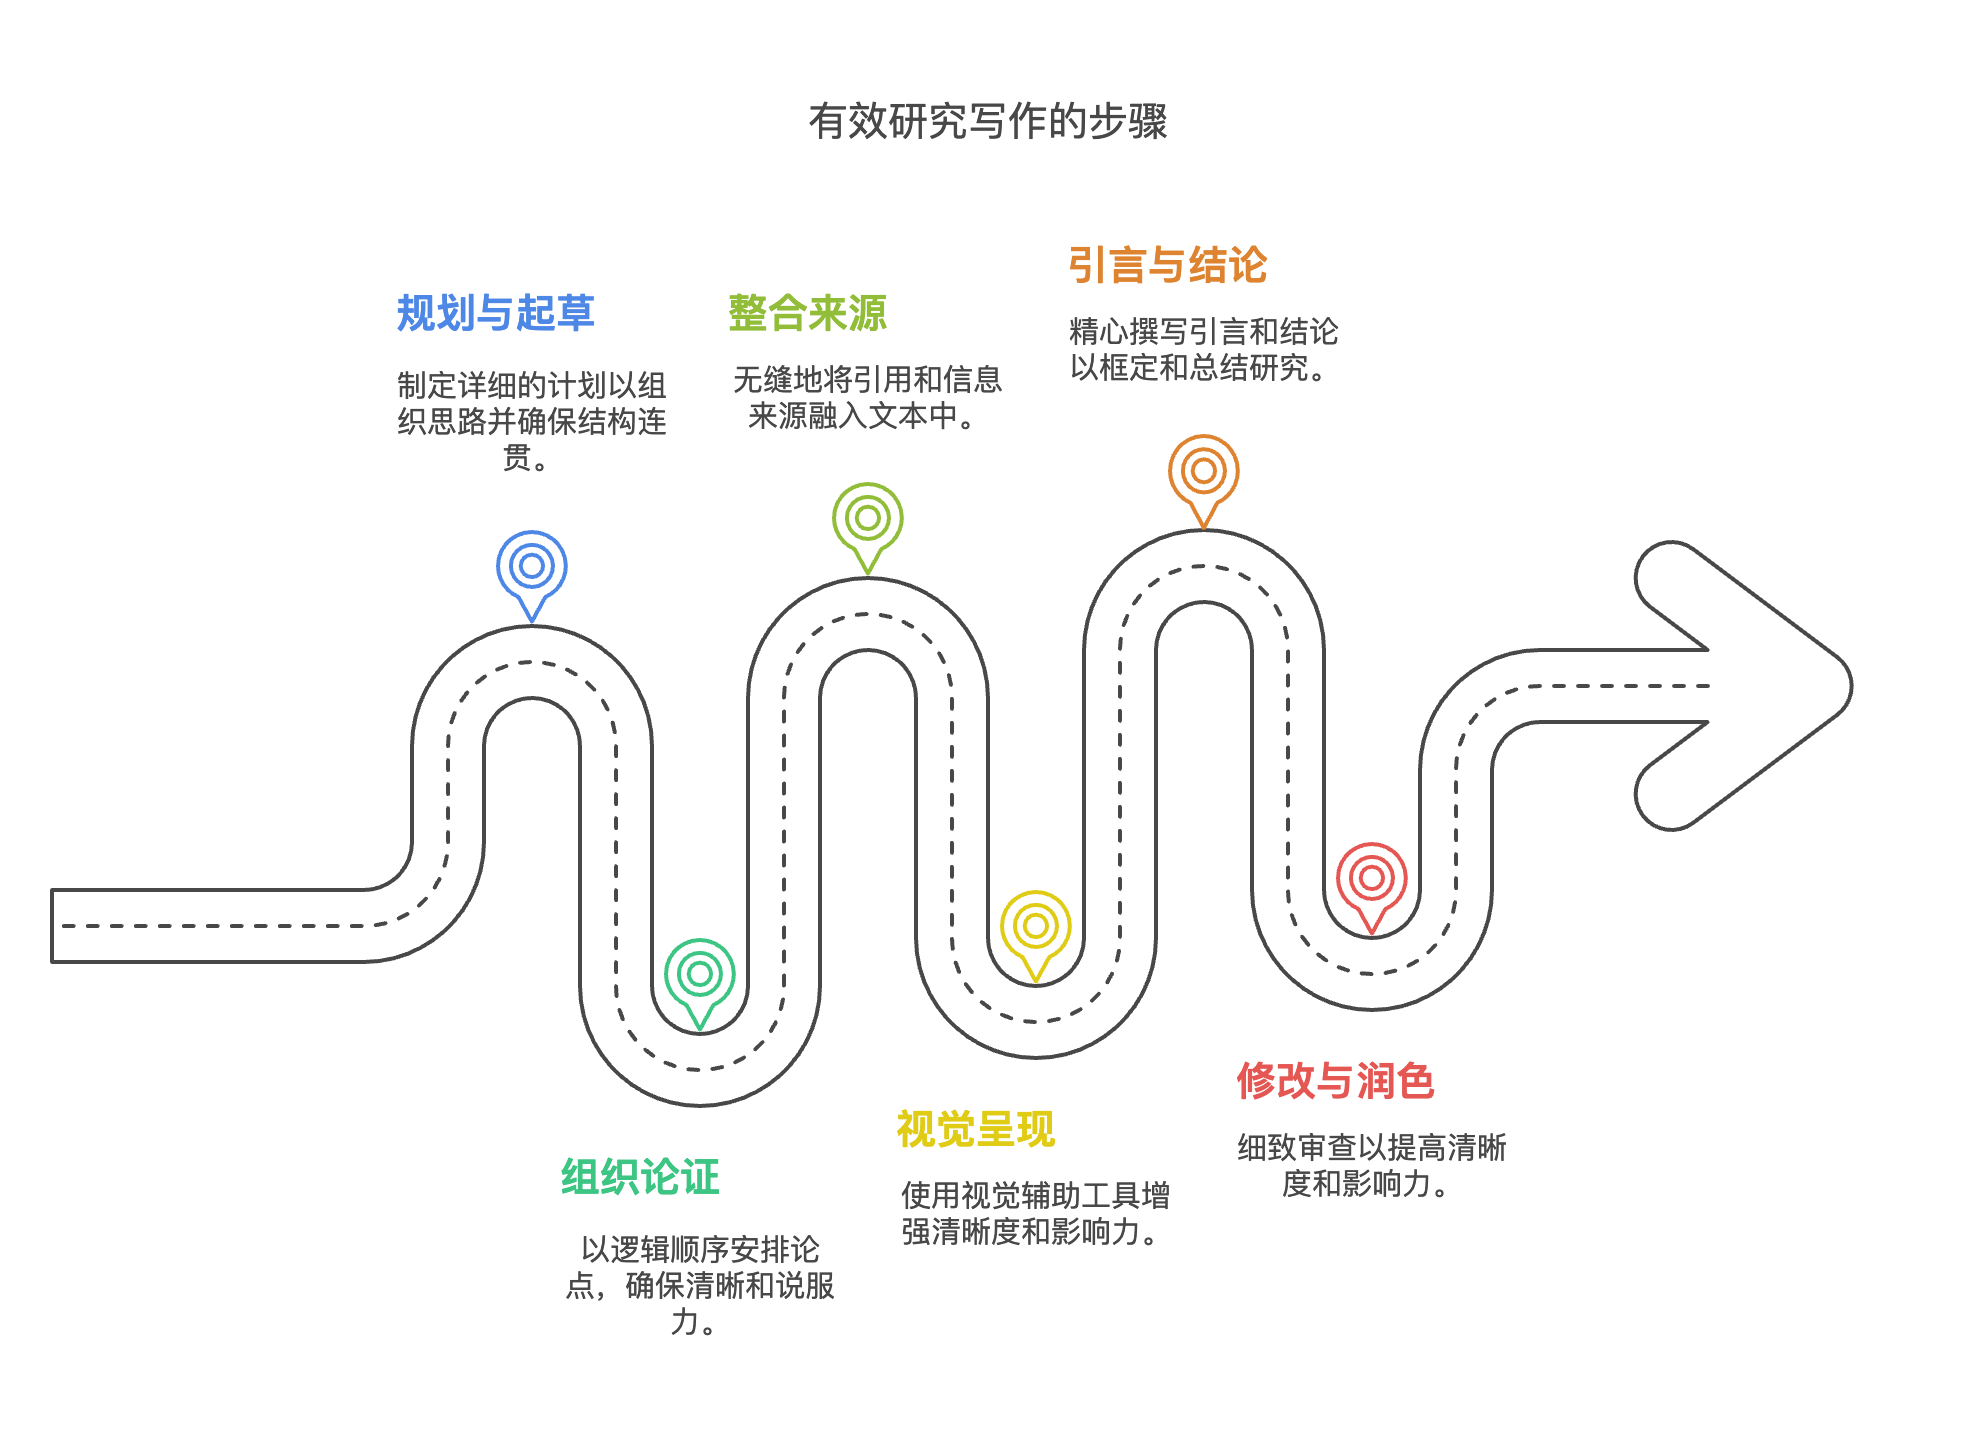 有效研究写作的步骤
规划与起草
制定详细的计划以组
织思路并确保结构连
贯。
组织论证
以逻辑顺序安排论
点，确保清晰和说服
力。
整合来源
无缝地将引用和信息
来源融入文本中。
视觉呈现
使用视觉辅助工具增
强清晰度和影响力。
引言与结论
精心撰写引言和结论
以框定和总结研究。
修改与润色
细致审查以提高清晰
度和影响力。